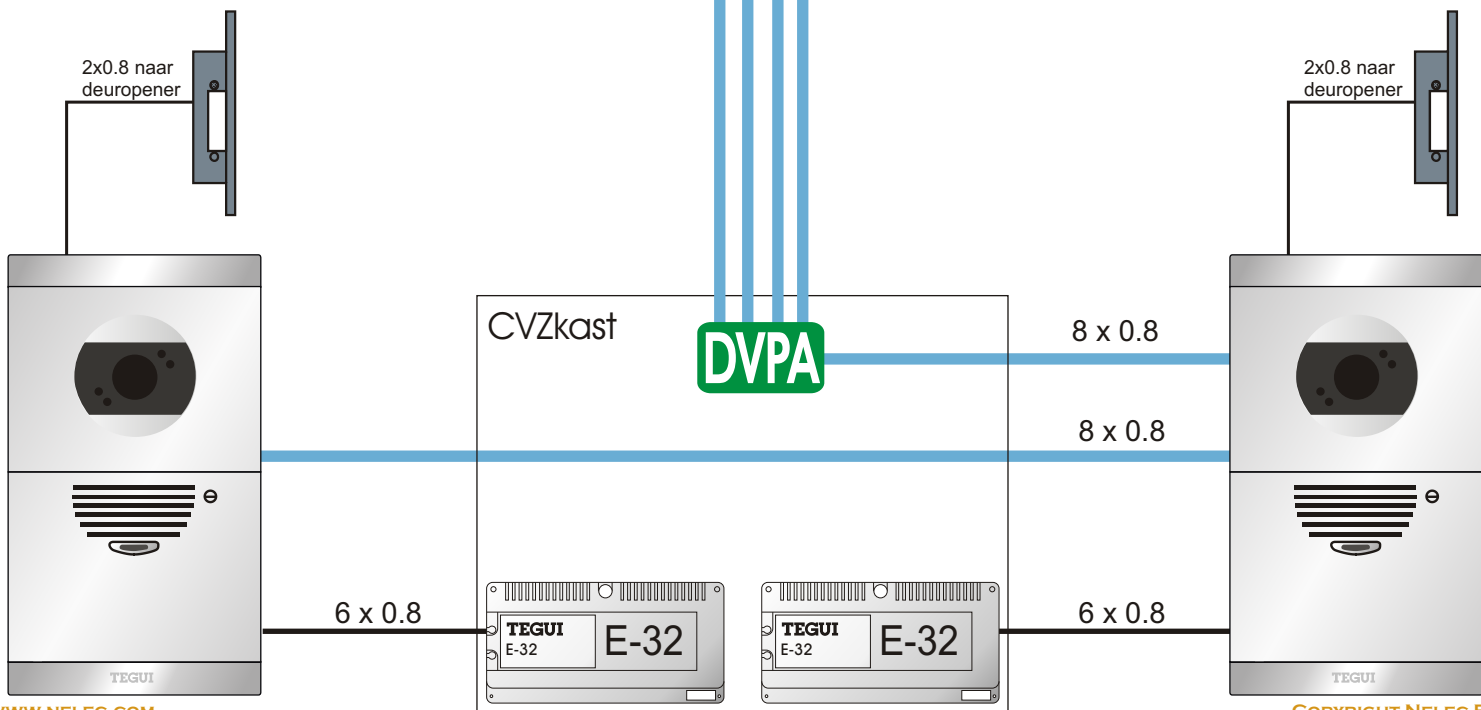 2x0.8 naar
deuropener
2x0.8 naar
deuropener
CVZkast
DVPA
8 x 0.8
8 x 0.8
6 x 0.8
TEGUI
E-32
E-32
TEGUI
E-32
E-32
6 x 0.8
TEGUI
TEGUI